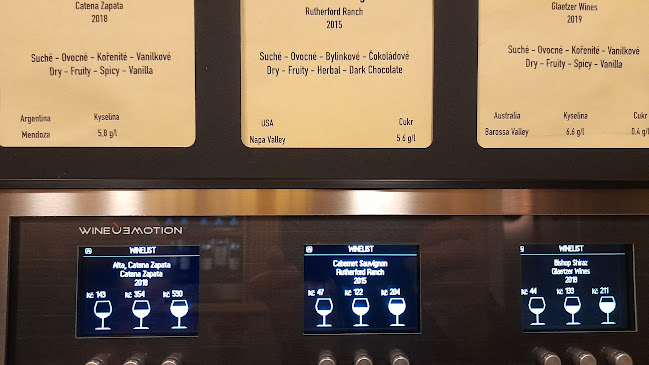 Catena Zapata
2018
Suché - Ovocné - Kořenité - Vanilkové
Dry - Fruity - Spicy - Vanilla
Argentina Kyselina
Mendoza 5,8 g/l
Rutherford Ranch
2015
Suché - Ovocné - Bylinkové - Čokoládové
Dry - Fruity - Herbal - Dark Chocolate
USA Cukr
Napa Valley 5.6 g/l
Glaetzer Wines
2019
Suché - Ovocné - Kořenité - Vanilkové
Dry - Fruity - Spicy - Vanilla
Australia Kyselina Cukr
Barossa Valley 6,6 g/l 0,4 g/l
WINEEMOTION
WINELIST
Alta, Catena Zapata
Catena Zapata
2018
Kč 143 Kč 354 Kč 530
WINELIST
Cabernet Sauvignon
Rutherford Ranch
2015
Kč 47 Kč 122 Kč 204
WINELIST
Bishop Shiraz
Glaetzer Wines
2018
Kč 44 Kč 133 Kč 211